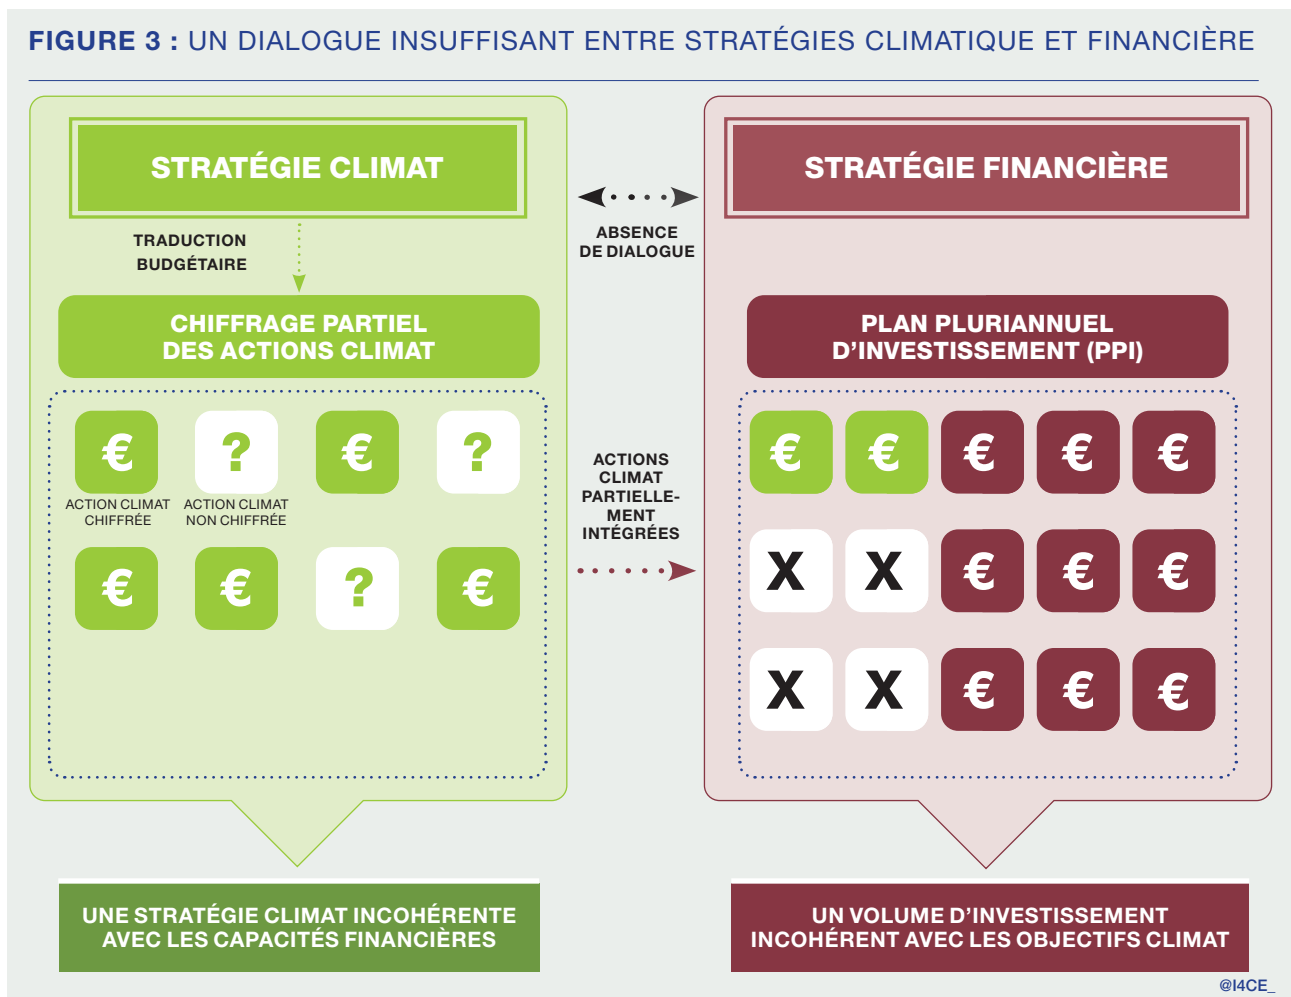 FIGURE 3 : UN DIALOGUE INSUFFISANT ENTRE STRATÉGIES CLIMATIQUE ET FINANCIÈRE
STRATÉGIE CLIMAT
TRADUCTION
BUDGÉTAIRE
CHIFFRAGE PARTIEL
DES ACTIONS CLIMAT
€ ? € ?
ACTION CLIMAT
CHIFFRÉE
ACTION CLIMAT
NON CHIFFRÉE
€ € ? €
UNE STRATÉGIE CLIMAT INCOHÉRENTE
AVEC LES CAPACITÉS FINANCIÈRES
ABSENCE
DE DIALOGUE
ACTIONS
CLIMAT
PARTIELLE-
MENT
INTÉGRÉES
STRATÉGIE FINANCIÈRE
PLAN PLURIANNUEL
D'INVESTISSEMENT (PPI)
€ € € € €
X X € € €
X X € € €
UN VOLUME D'INVESTISSEMENT
INCOHÉRENT AVEC LES OBJECTIFS CLIMAT
@I4CE_